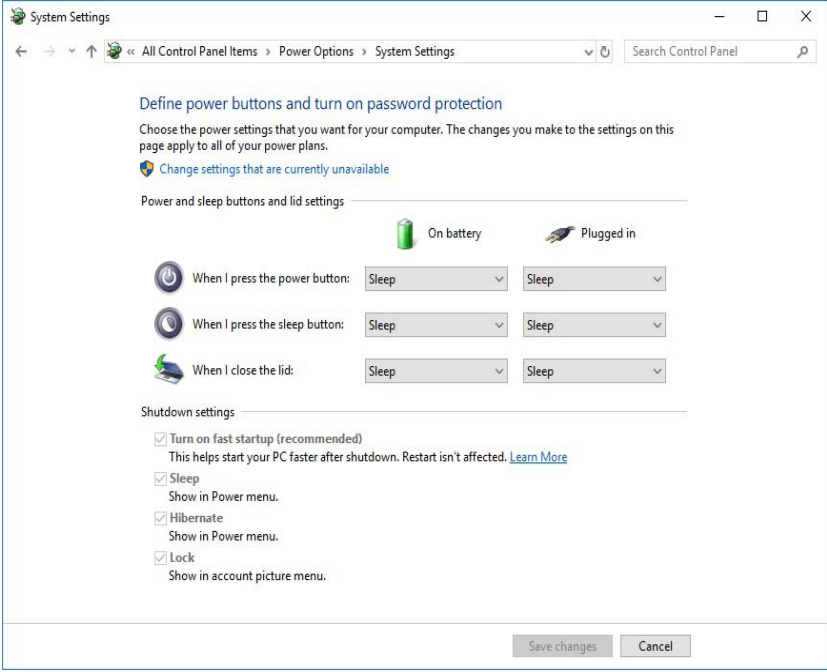 System Settings
« All Control Panel Items > Power Options > System Settings
Search Control Panel
Define power buttons and turn on password protection
Choose the power settings that you want for your computer. The changes you make to the settings on this
page apply to all of your power plans.
Change settings that are currently unavailable
Power and sleep buttons and lid settings
On battery Plugged in
When I press the power button: Sleep Sleep
When I press the sleep button: Sleep Sleep
When I close the lid: Sleep Sleep
Shutdown settings
Turn on fast startup (recommended)
This helps start your PC faster after shutdown. Restart isn't affected. Learn More
Sleep
Show in Power menu.
Hibernate
Show in Power menu.
Lock
Show in account picture menu.
Save changes Cancel